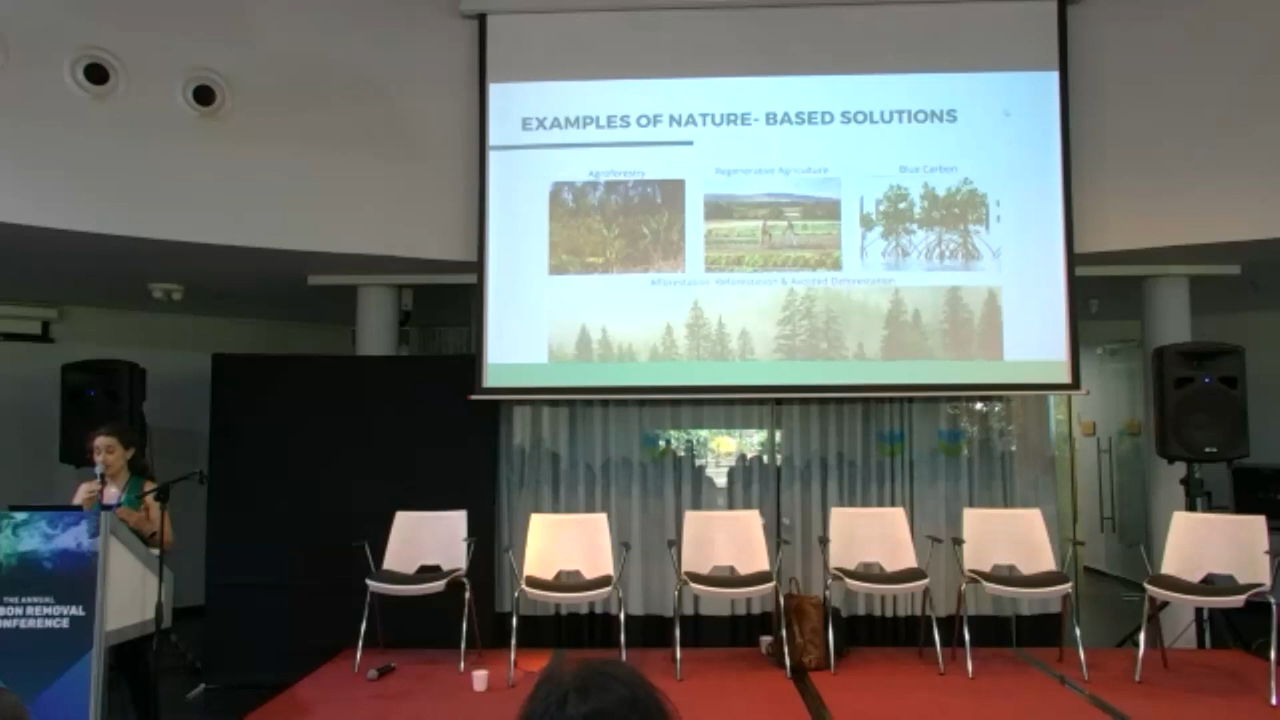 EXAMPLES OF NATURE- BASED SOLUTIONS
Agroforestry
Regenerative Agriculture
Blue Carbon
Afforestation, Reforestation & Avoided Deforestation
THE ANNUAL
BON REMOVAL
ONFERENCE